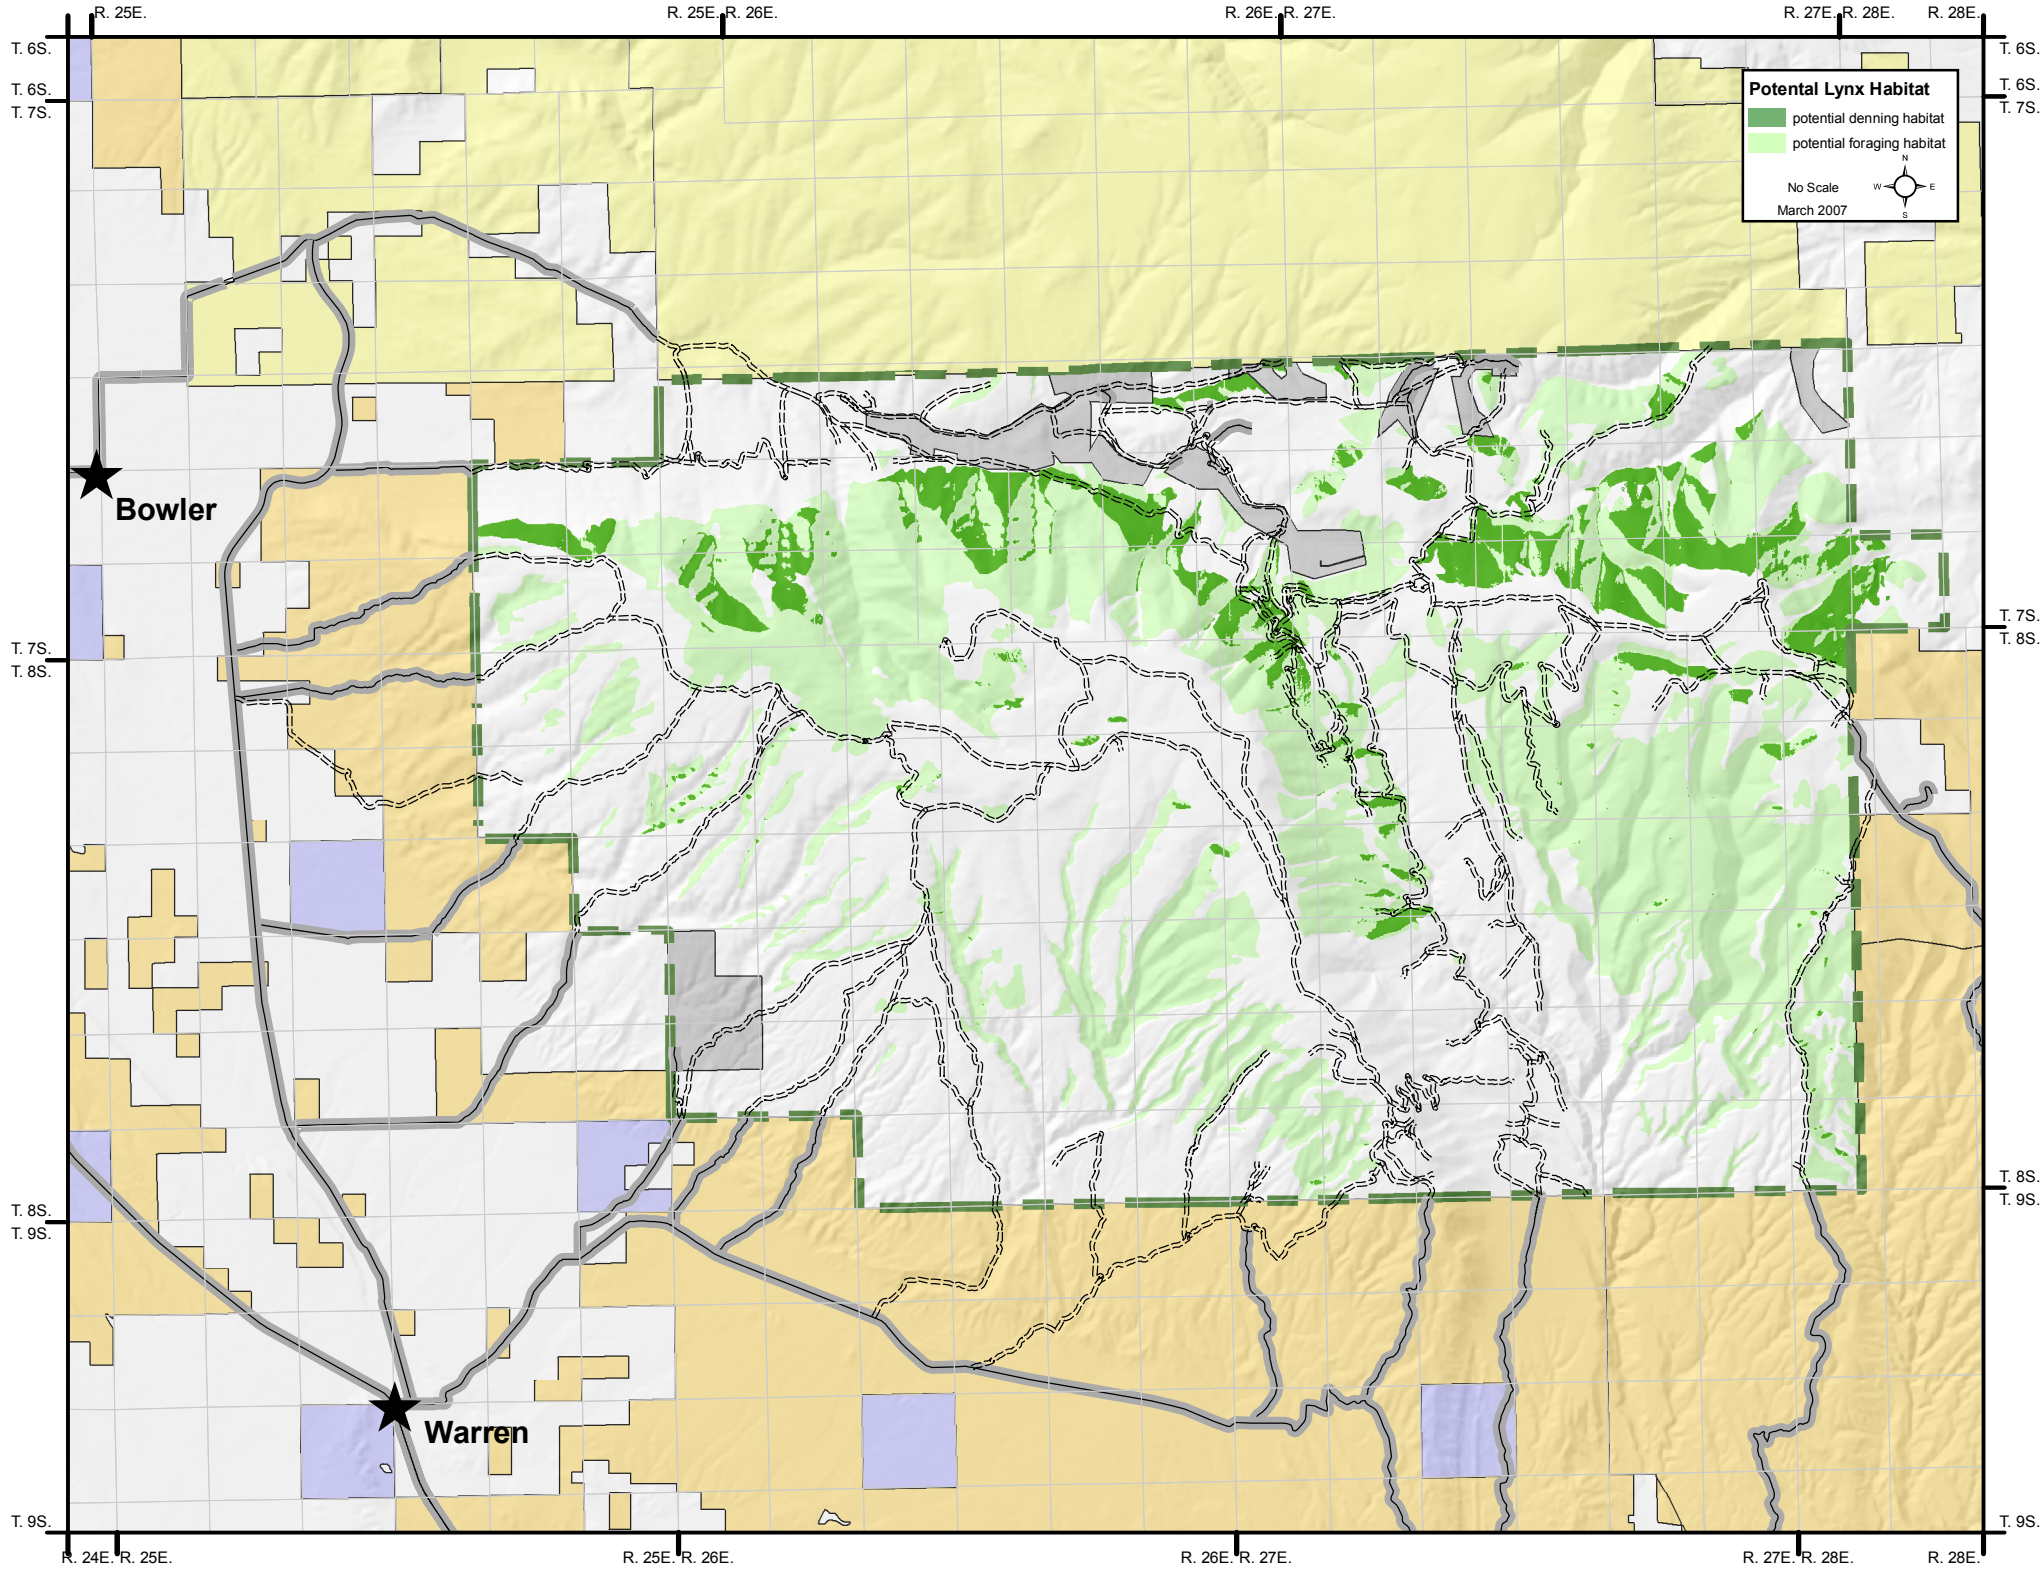 R. 25E.
R. 25E. R. 26E.
R. 26E. R. 27E.
R. 27E. R. 28E.
R. 28E.
T. 6S.
T. 6S.
T. 6S.
T. 7S.
T. 6S.
T. 7S.
Potental Lynx Habitat
potential denning habitat
potential foraging habitat
N
W E
S
No Scale
March 2007
Bowler
T. 7S.
T. 8S.
T. 7S.
T. 8S.
T. 8S.
T. 9S.
T. 8S.
T. 9S.
Warren
T. 9S.
T. 9S.
R. 24E. R. 25E.
R. 25E. R. 26E.
R. 26E. R. 27E.
R. 27E. R. 28E.
R. 28E.